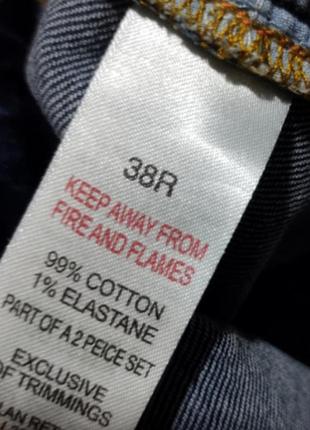 38R
KEEP AWAY FROM
FIRE AND FLAMES
99% COTTON
1% ELASTANE
PART OF A 2 PEICE SET
EXCLUSIVE
OF TRIMMINGS